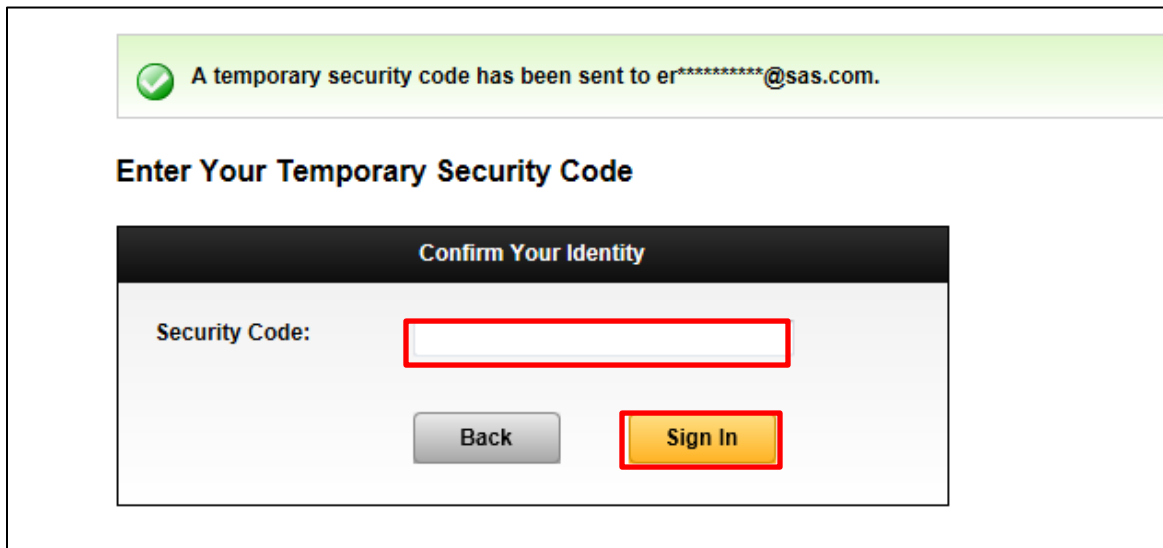 A temporary security code has been sent to er**********@sas.com.
Enter Your Temporary Security Code
Confirm Your Identity
Security Code:
Back
Sign In